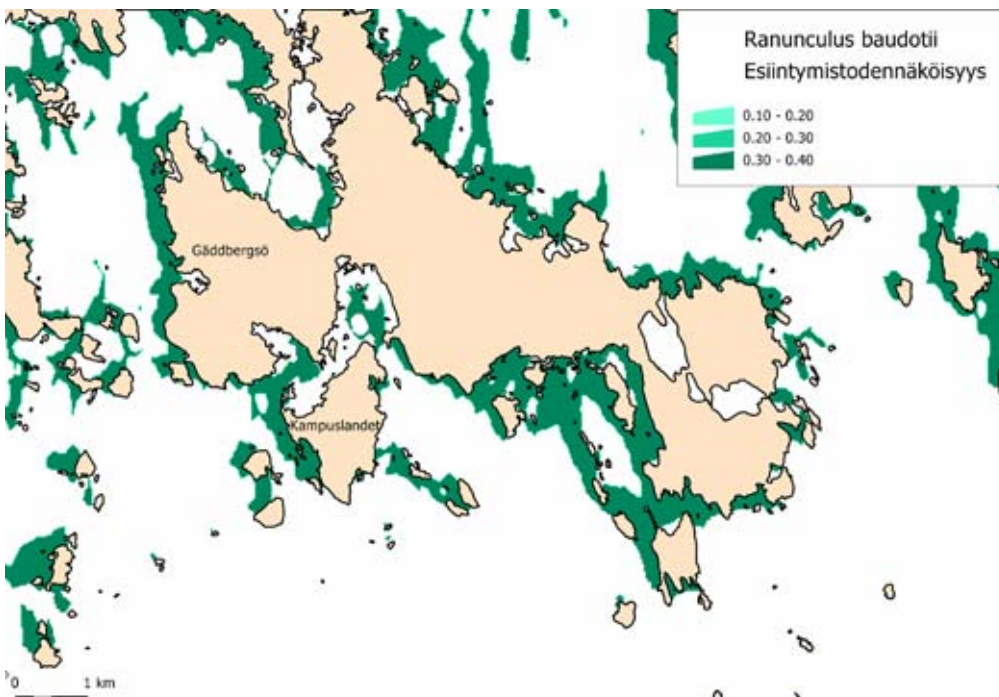 Ranunculus baudotii
Esiintymistodennäköisyys
0.10 - 0.20
0.20 - 0.30
0.30 - 0.40
Gäddbergsö
Kampuslandet
0 1 km